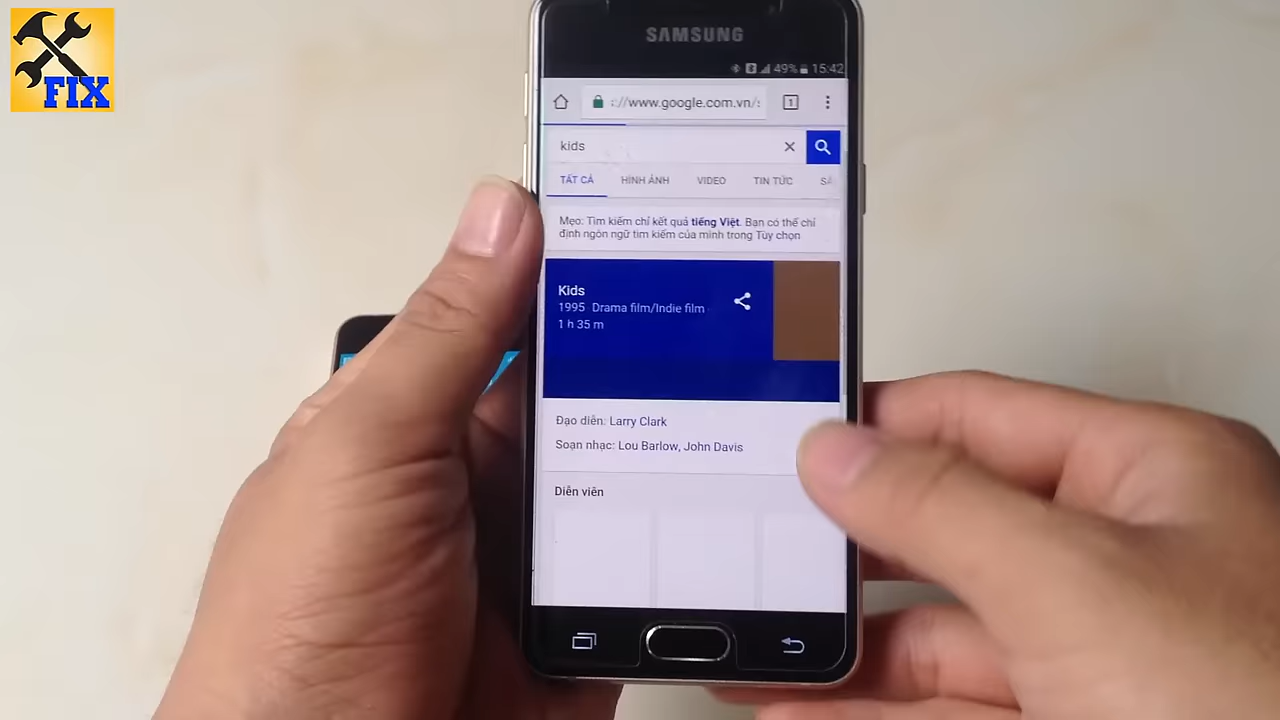 FIX
SAMSUNG
49% 15:42
://www.google.com.vn/s
1
kids
TẤT CẢ HÌNH ẢNH VIDEO TIN TỨC
Mẹo: Tìm kiếm chỉ kết quả tiếng Việt. Bạn có thể chỉ
định ngôn ngữ tìm kiếm của mình trong Tùy chọn
Kids
1995 Drama film/Indie film
1 h 35 m
Đạo diễn: Larry Clark
Soạn nhạc: Lou Barlow, John Davis
Diễn viên